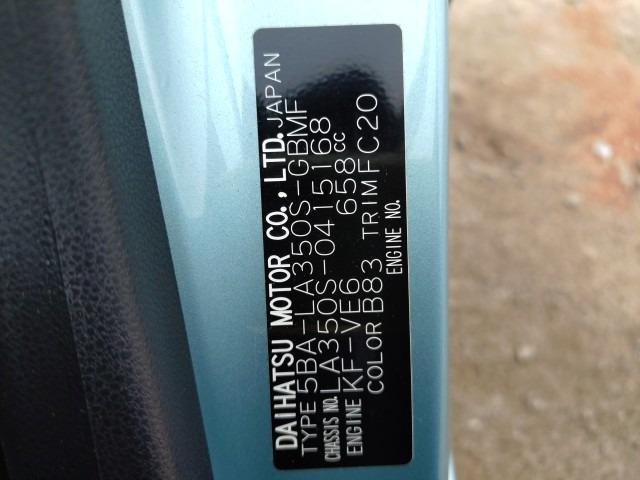 DAIHATSU MOTOR CO., LTD. JAPAN
TYPE 5BA-LA350S-GBMF
CHASSIS NO. LA350S-0415168
ENGINE KF-VE6 658cc
COLOR B83 TRIM FC20
ENGINE NO.